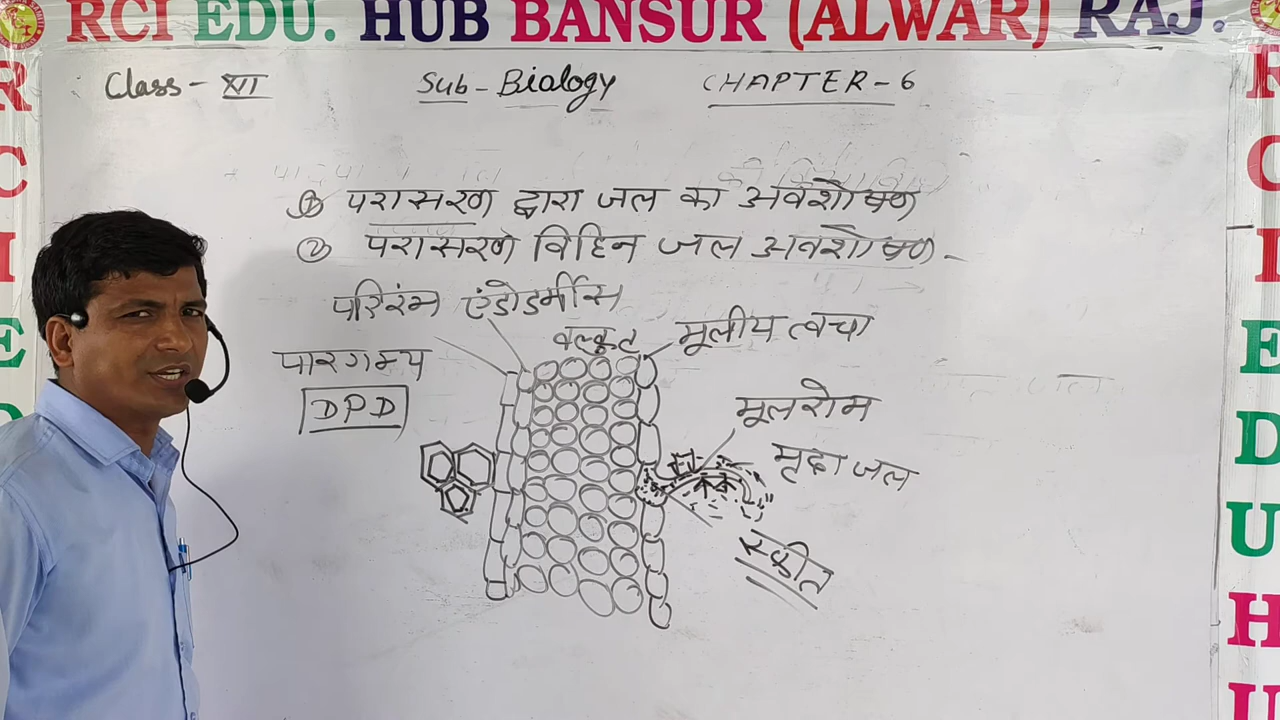 RCI EDU. HUB BANSUR (ALWAR) RAJ.
Class - XII Sub - Biology CHAPTER - 6
① परासरण द्वारा जल का अवशोषण
② परासरण विहिन जल अवशोषण -
परिरंभ एंडोडर्मीस
वल्कुट मूलीय त्वचा
पारगम्य
DPD
मूलरोम
मृदा जल
स्फीत
R
C
I
E
D
R
C
I
E
D
U
H
U